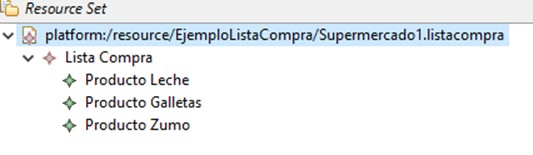 Resource Set
platform:/resource/EjemploListaCompra/Supermercado1.listacompra
Lista Compra
Producto Leche
Producto Galletas
Producto Zumo